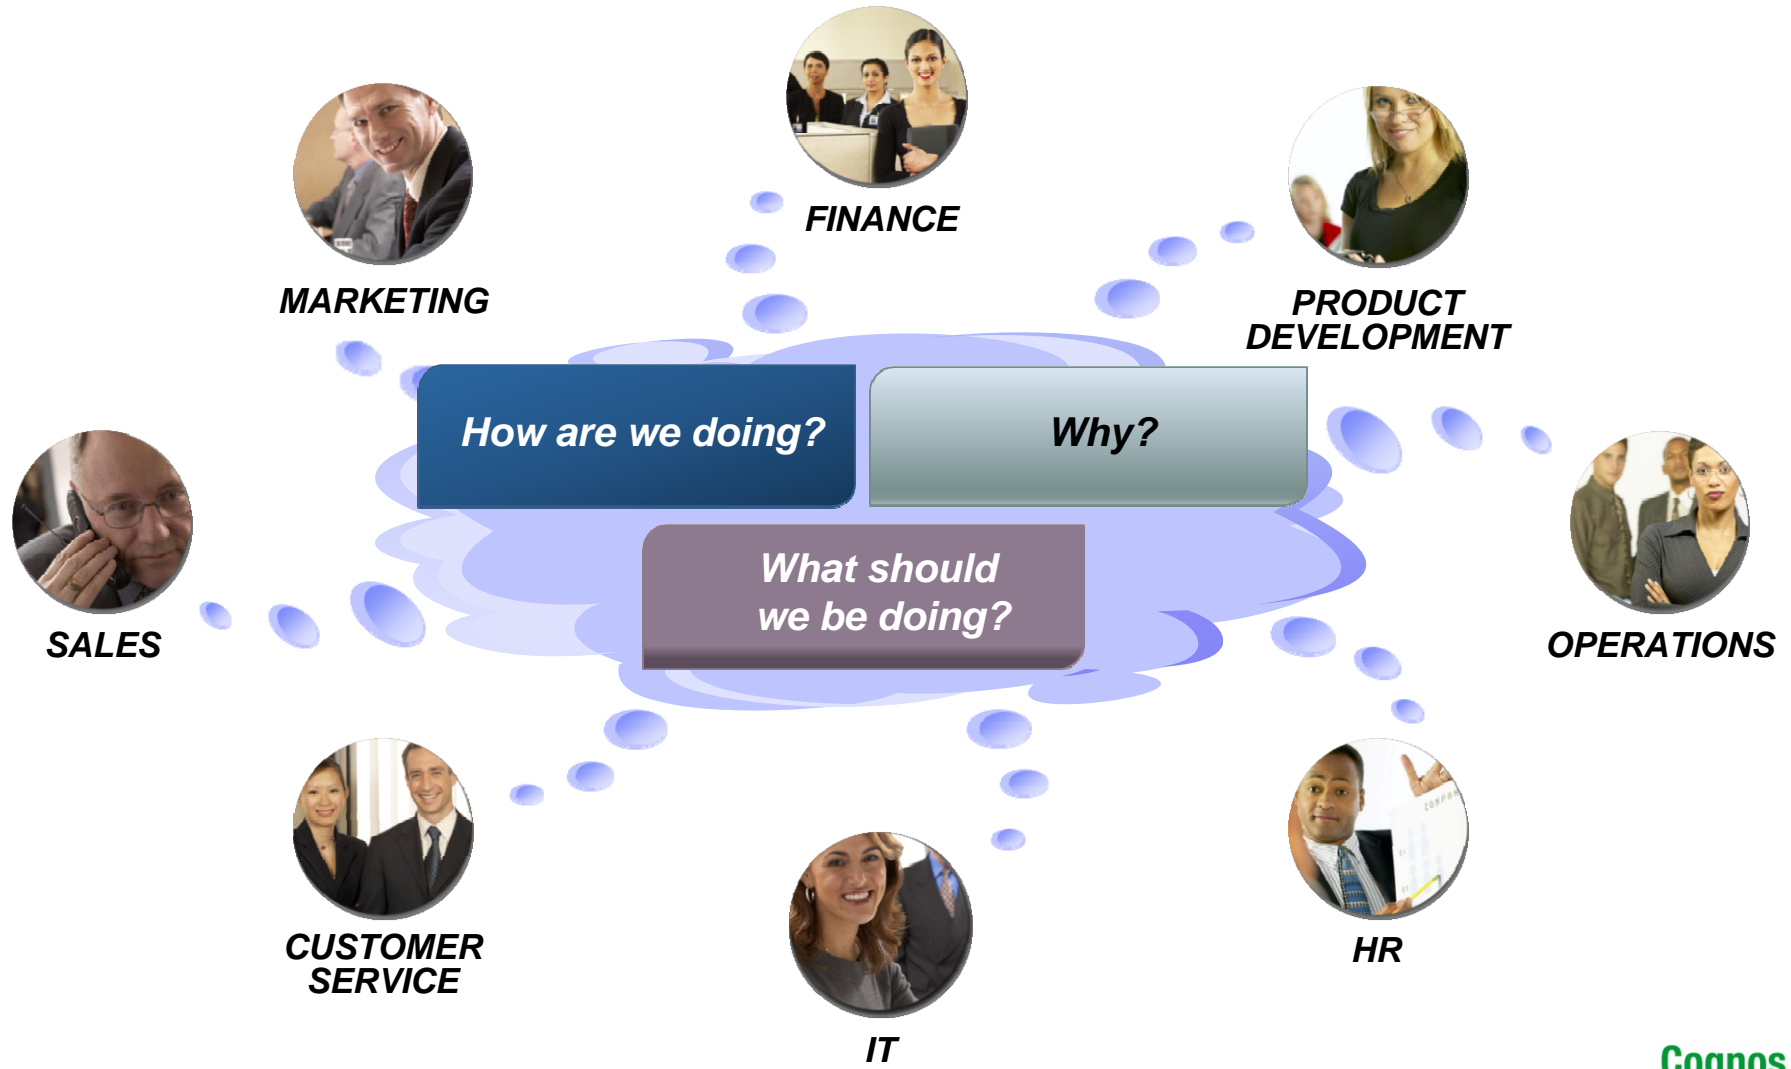 FINANCE
MARKETING
PRODUCT
DEVELOPMENT
How are we doing?
Why?
What should
we be doing?
SALES
OPERATIONS
CUSTOMER
SERVICE
HR
IT
Cognos